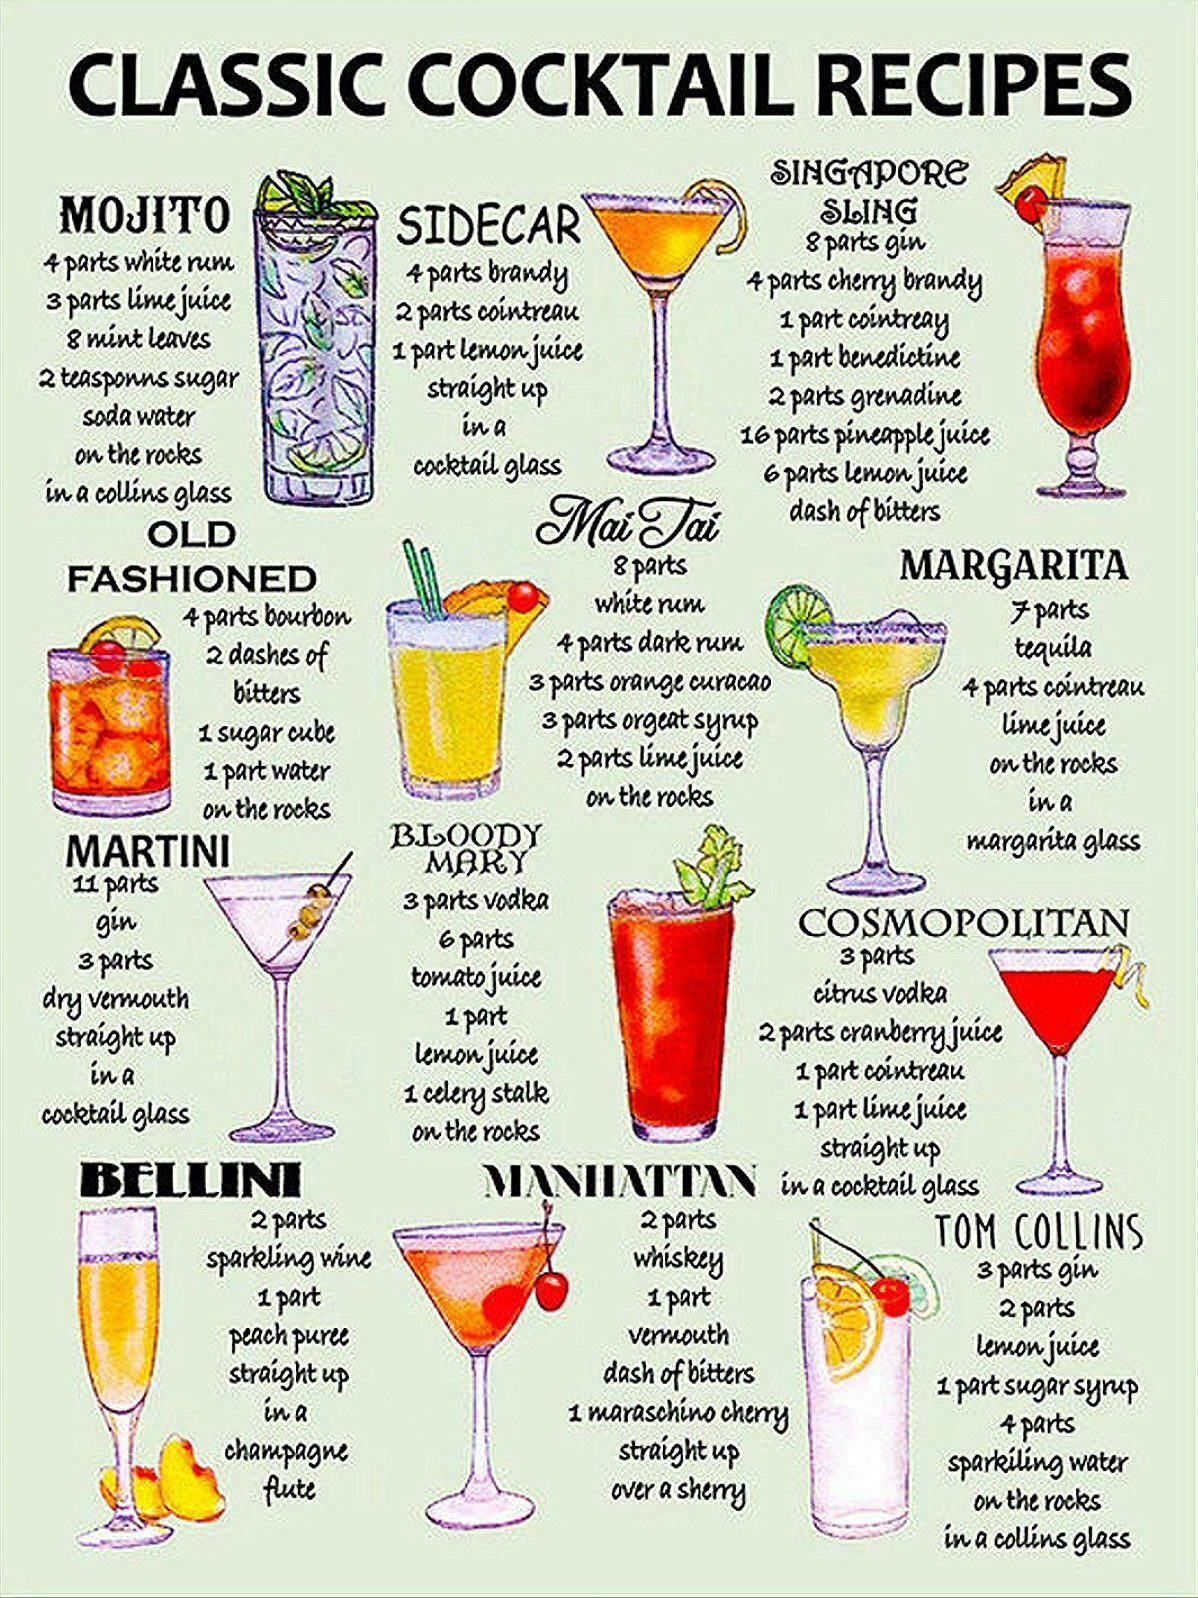 CLASSIC COCKTAIL RECIPES
MOJITO
4 parts white rum
3 parts lime juice
8 mint leaves
2 teasponns sugar
soda water
on the rocks
in a collins glass
SIDECAR
4 parts brandy
2 parts cointreau
1 part lemon juice
straight up
in a
cocktail glass
SINGAPORE
SLING
8 parts gin
4 parts cherry brandy
1 part cointreay
1 part benedictine
2 parts grenadine
16 parts pineapple juice
6 parts lemon juice
dash of bitters
OLD
FASHIONED
4 parts bourbon
2 dashes of
bitters
1 sugar cube
1 part water
on the rocks
Mai Tai
8 parts
white rum
4 parts dark rum
3 parts orange curacao
3 parts orgeat syrup
2 parts lime juice
on the rocks
MARGARITA
7 parts
tequila
4 parts cointreau
lime juice
on the rocks
in a
margarita glass
MARTINI
11 parts
gin
3 parts
dry vermouth
straight up
in a
cocktail glass
BLOODY
MARY
3 parts vodka
6 parts
tomato juice
1 part
lemon juice
1 celery stalk
on the rocks
COSMOPOLITAN
3 parts
citrus vodka
2 parts cranberry juice
1 part cointreau
1 part lime juice
straight up
in a cocktail glass
BELLINI
2 parts
sparkling wine
1 part
peach puree
straight up
in a
champagne
flute
MANHATTAN
2 parts
whiskey
1 part
vermouth
dash of bitters
1 maraschino cherry
straight up
over a sherry
TOM COLLINS
3 parts gin
2 parts
lemon juice
1 part sugar syrup
4 parts
sparkiling water
on the rocks
in a collins glass